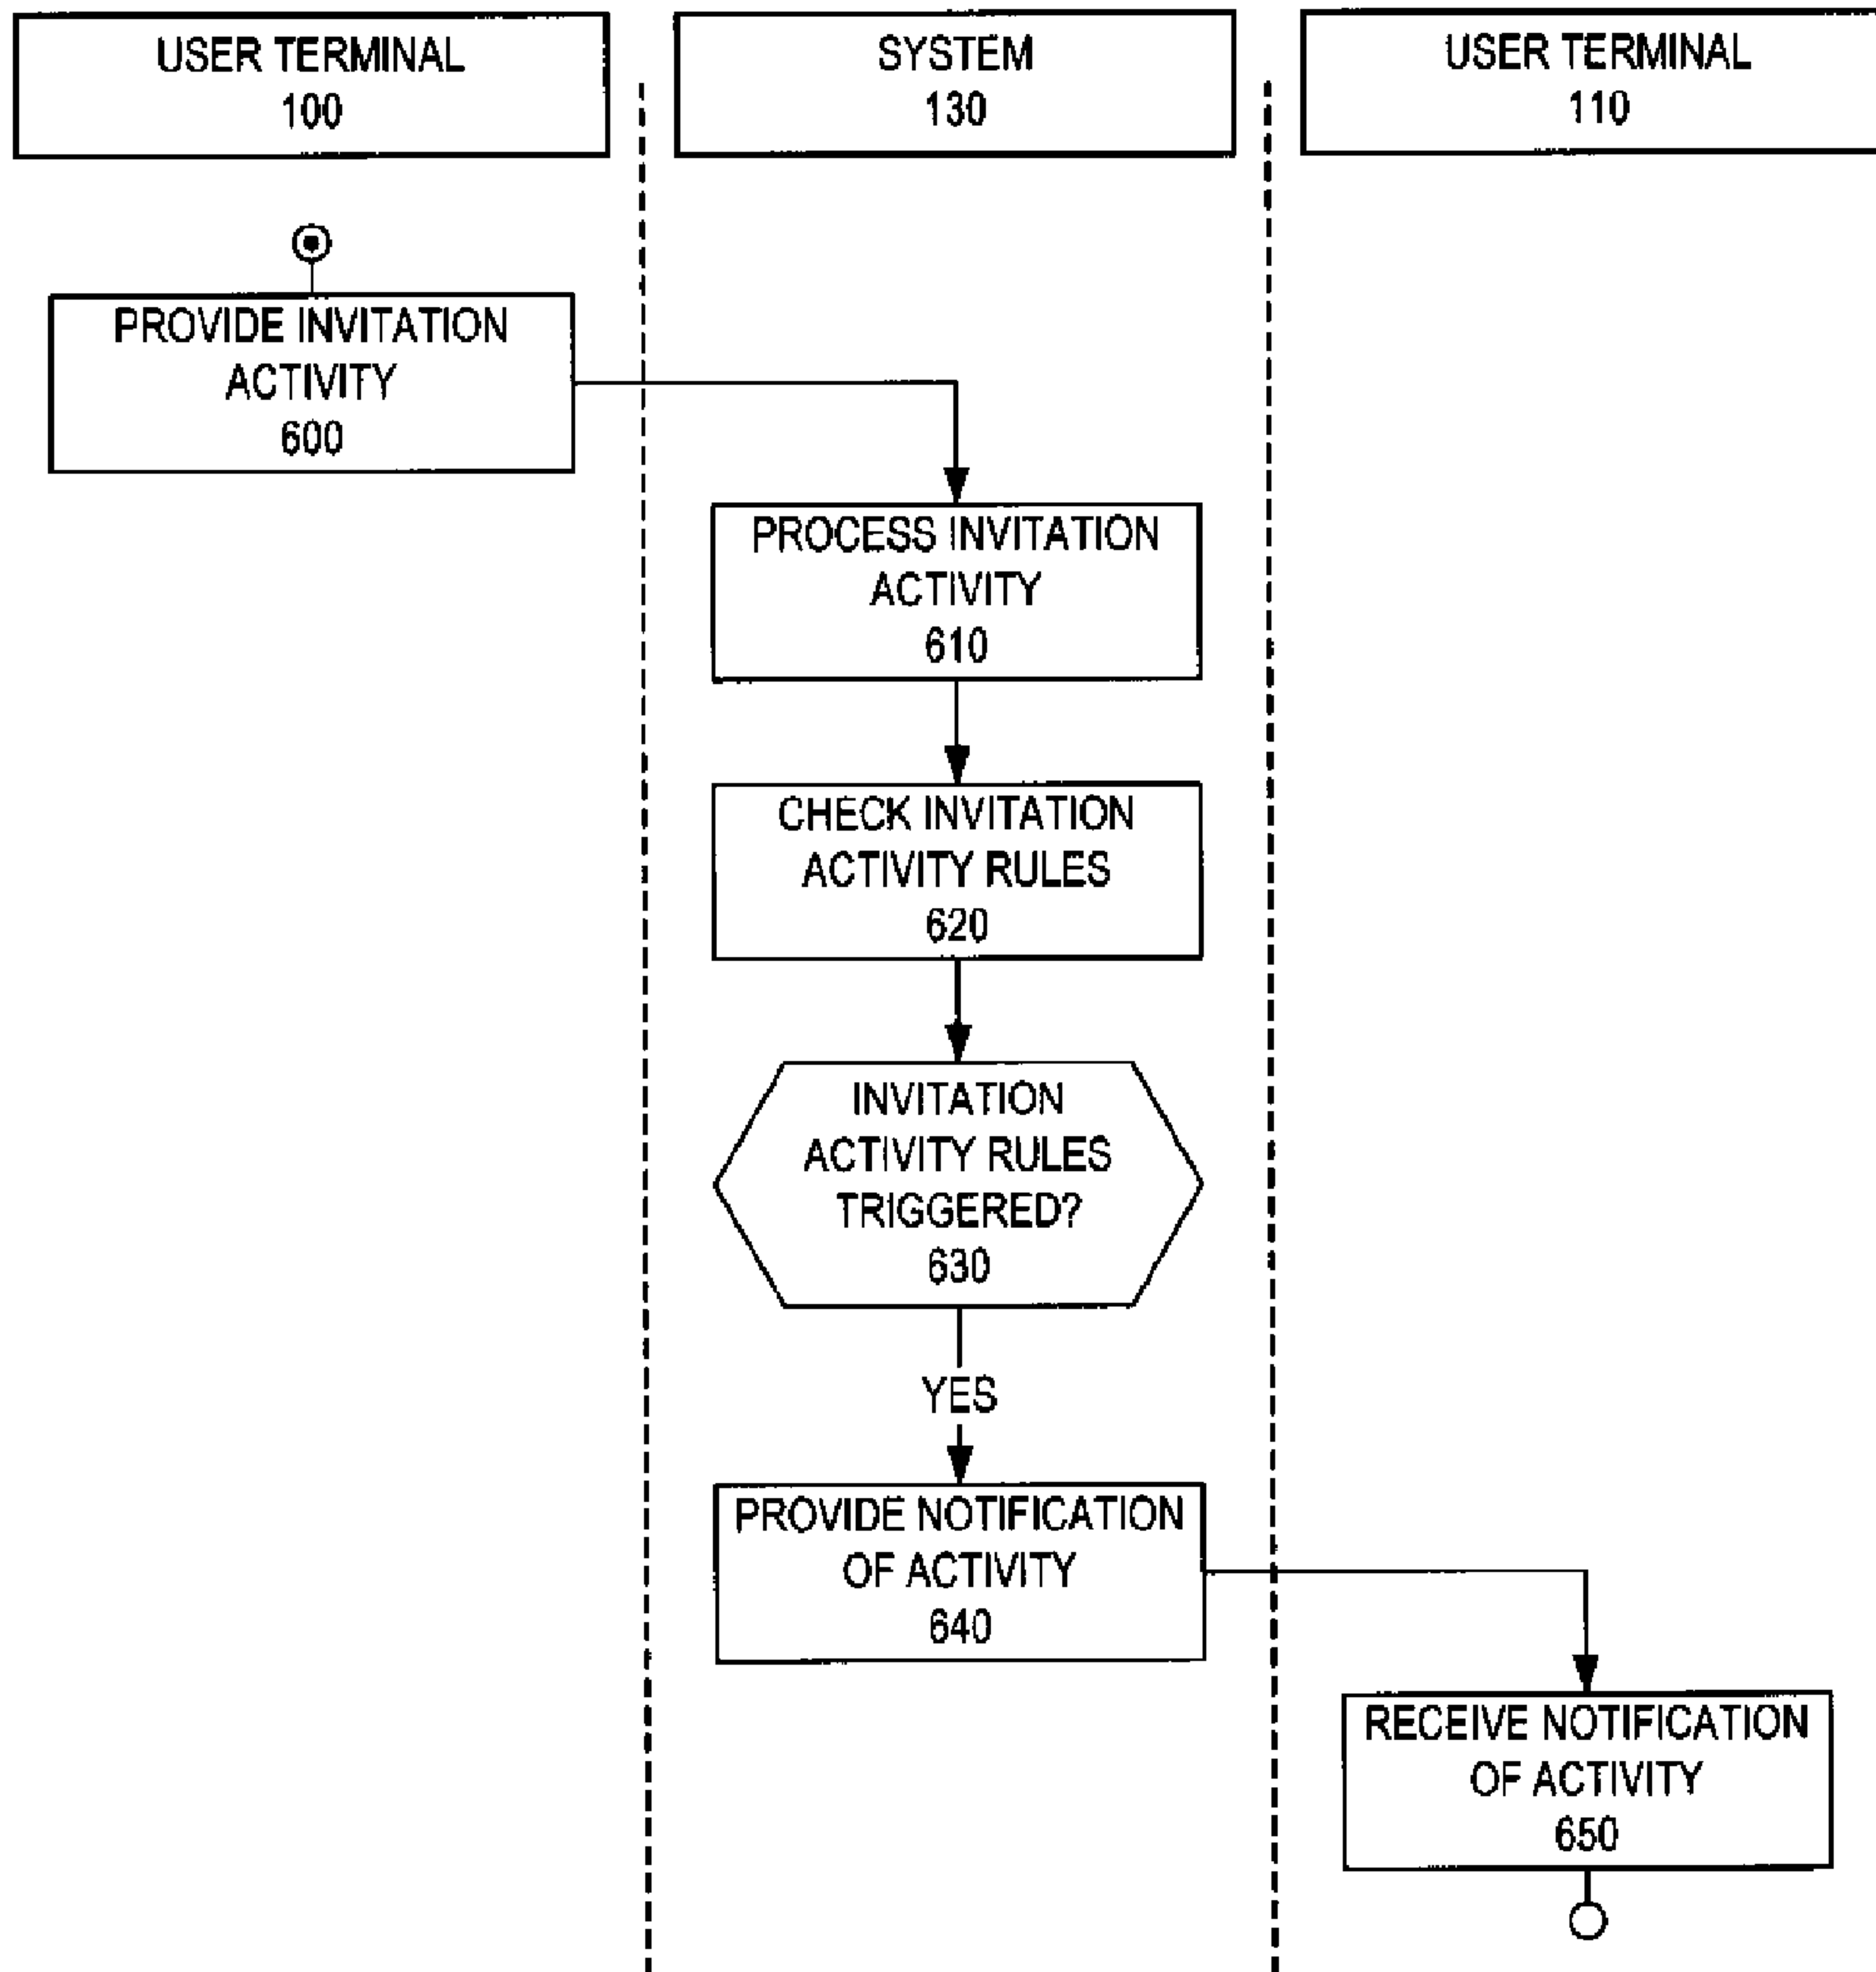 USER TERMINAL
100
SYSTEM
130
USER TERMINAL
110
PROVIDE INVITATION
ACTIVITY
600
PROCESS INVITATION
ACTIVITY
610
CHECK INVITATION
ACTIVITY RULES
620
INVITATION
ACTIVITY RULES
TRIGGERED?
630
YES
PROVIDE NOTIFICATION
OF ACTIVITY
640
RECEIVE NOTIFICATION
OF ACTIVITY
650